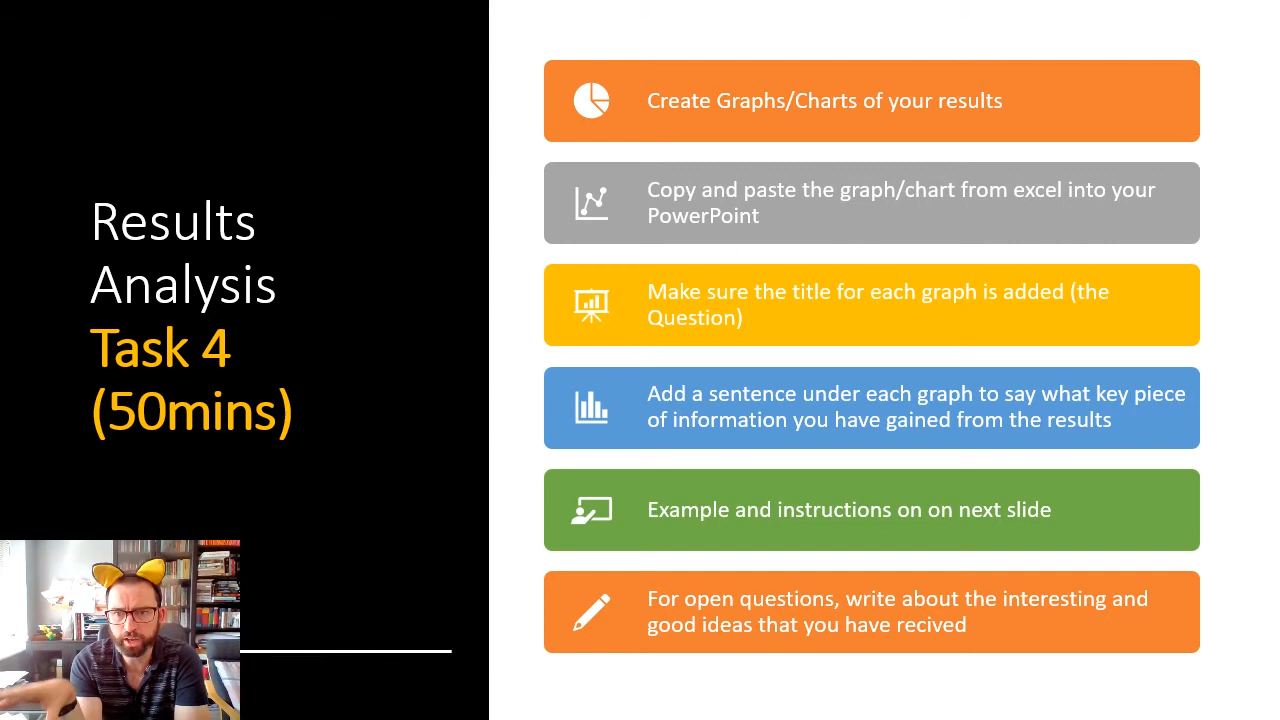 Results
Analysis
Task 4
(50mins)
Create Graphs/Charts of your results
Copy and paste the graph/chart from excel into your
PowerPoint
Make sure the title for each graph is added (the
Question)
Add a sentence under each graph to say what key piece
of information you have gained from the results
Example and instructions on on next slide
For open questions, write about the interesting and
good ideas that you have recived